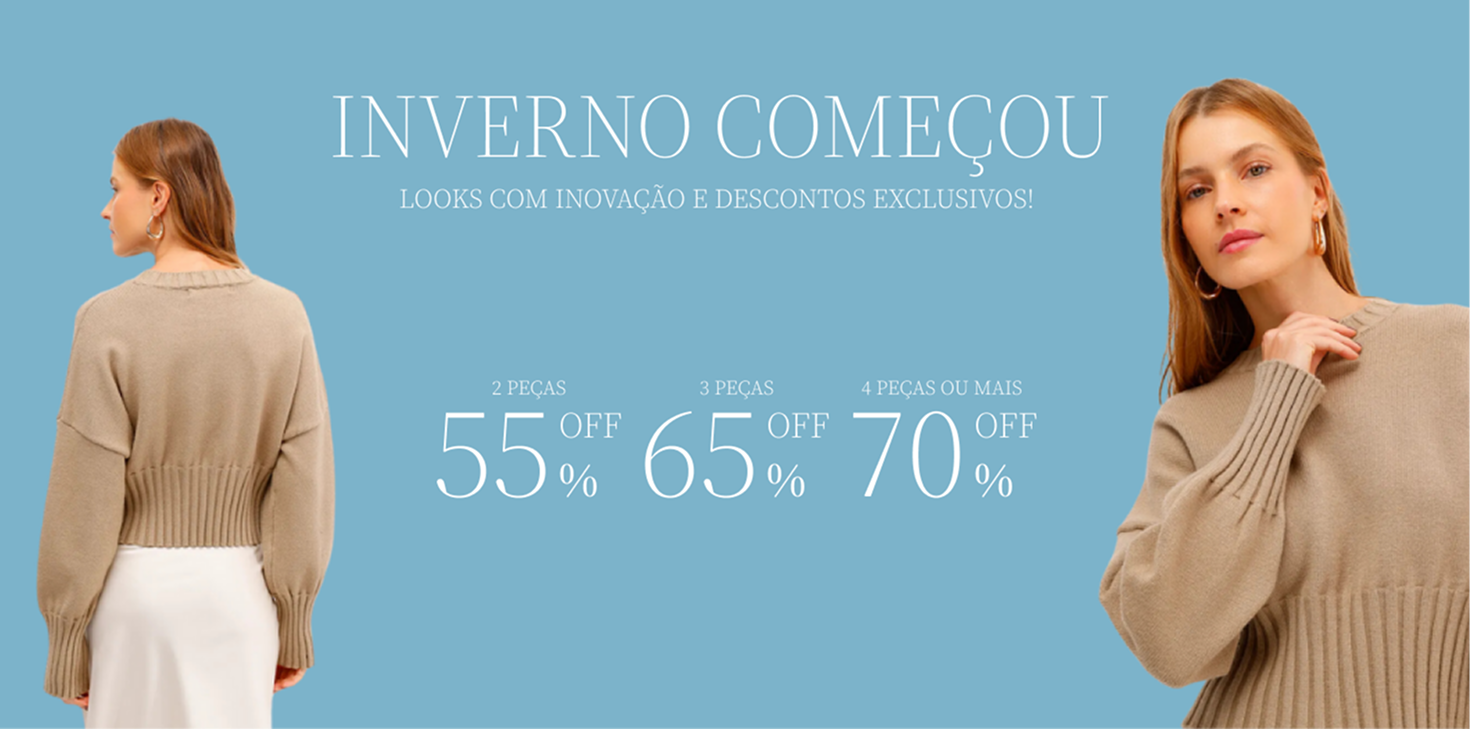 INVERNO COMEÇOU
LOOKS COM INOVAÇÃO E DESCONTOS EXCLUSIVOS!
2 PEÇAS
55% OFF
3 PEÇAS
65% OFF
4 PEÇAS OU MAIS
70% OFF